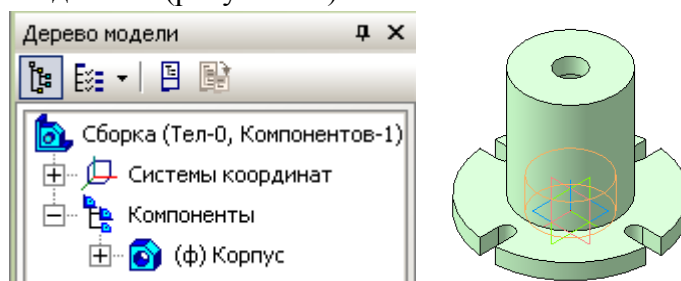 Дерево модели
Сборка (Тел-0, Компонентов-1)
Системы координат
Компоненты
(ф) Корпус